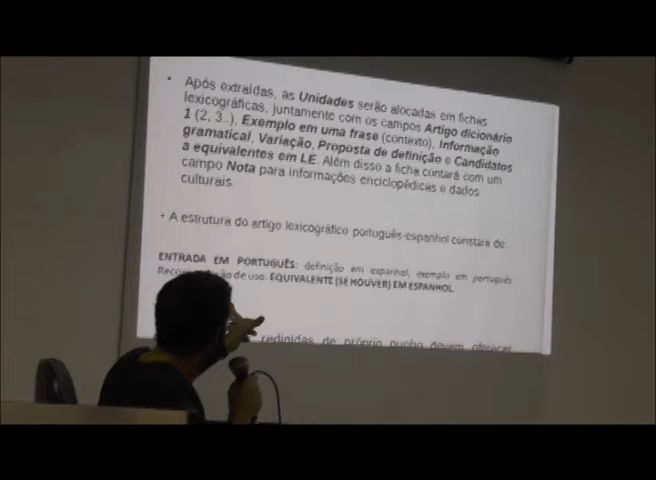 • Após extraídas, as Unidades serão alocadas em fichas
lexicográficas, juntamente com os campos Artigo dicionário
1 (2, 3..), Exemplo em uma frase (contexto), Informação
gramatical, Variação, Proposta de definição e Candidatos
a equivalentes em LE. Além disso a ficha contará com um
campo Nota para informações enciclopédicas e dados
culturais.
• A estrutura do artigo lexicográfico português-espanhol constará de:
ENTRADA EM PORTUGUÊS: definição em espanhol, exemplo em português
de uso. EQUIVALENTE (SE HOUVER) EM ESPANHOL.
redigidas de próprio punho devem oferecer